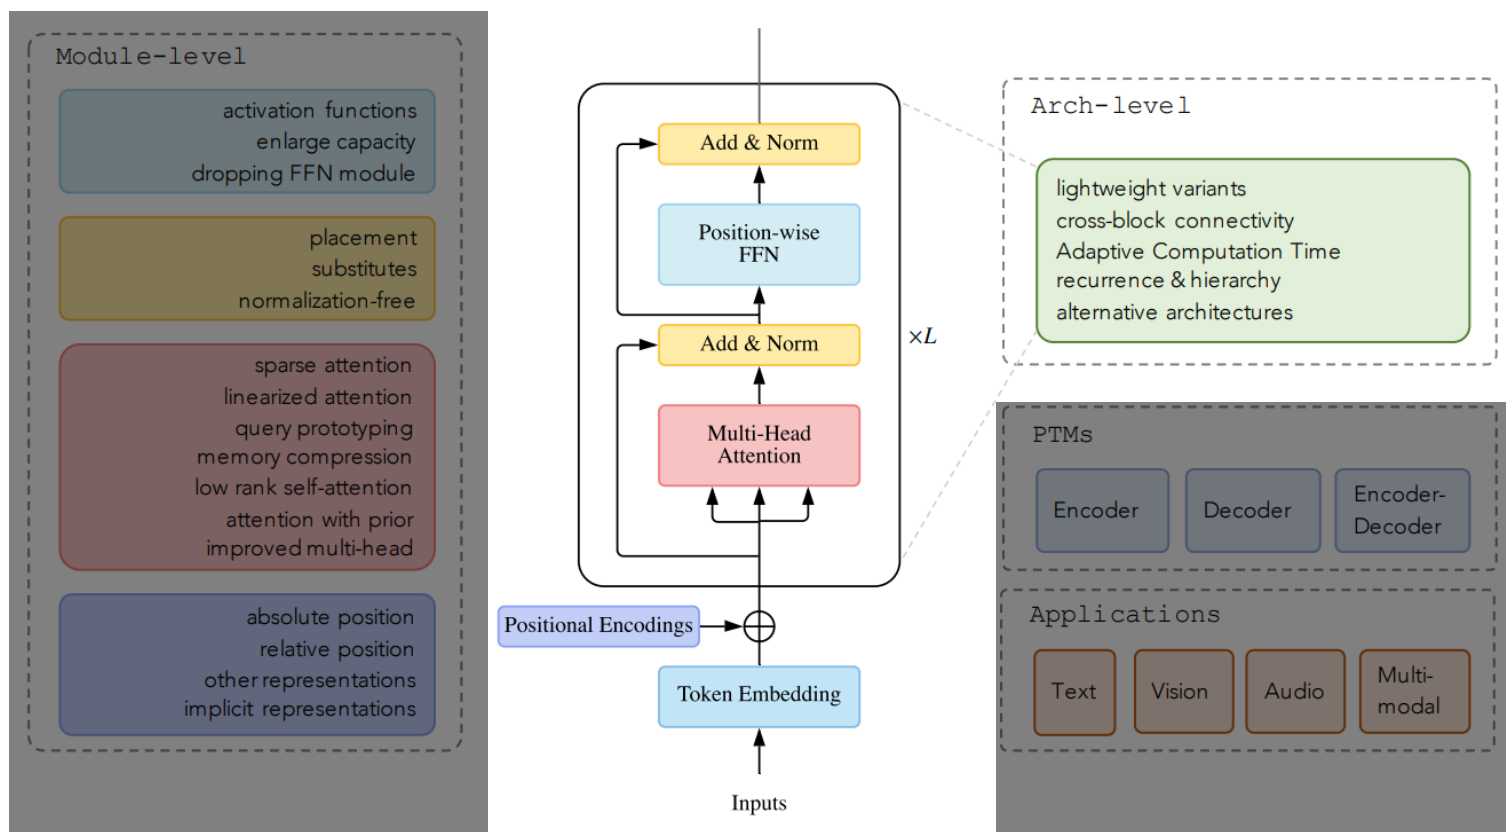 Module-level
activation functions
enlarge capacity
dropping FFN module
placement
substitutes
normalization-free
sparse attention
linearized attention
query prototyping
memory compression
low rank self-attention
attention with prior
improved multi-head
absolute position
relative position
other representations
implicit representations
Add & Norm
Position-wise
FFN
Add & Norm
×L
Multi-Head
Attention
Positional Encodings
Token Embedding
Inputs
Arch-level
lightweight variants
cross-block connectivity
Adaptive Computation Time
recurrence & hierarchy
alternative architectures
PTMs
Encoder
Decoder
Encoder-
Decoder
Applications
Text
Vision
Audio
Multi-
modal